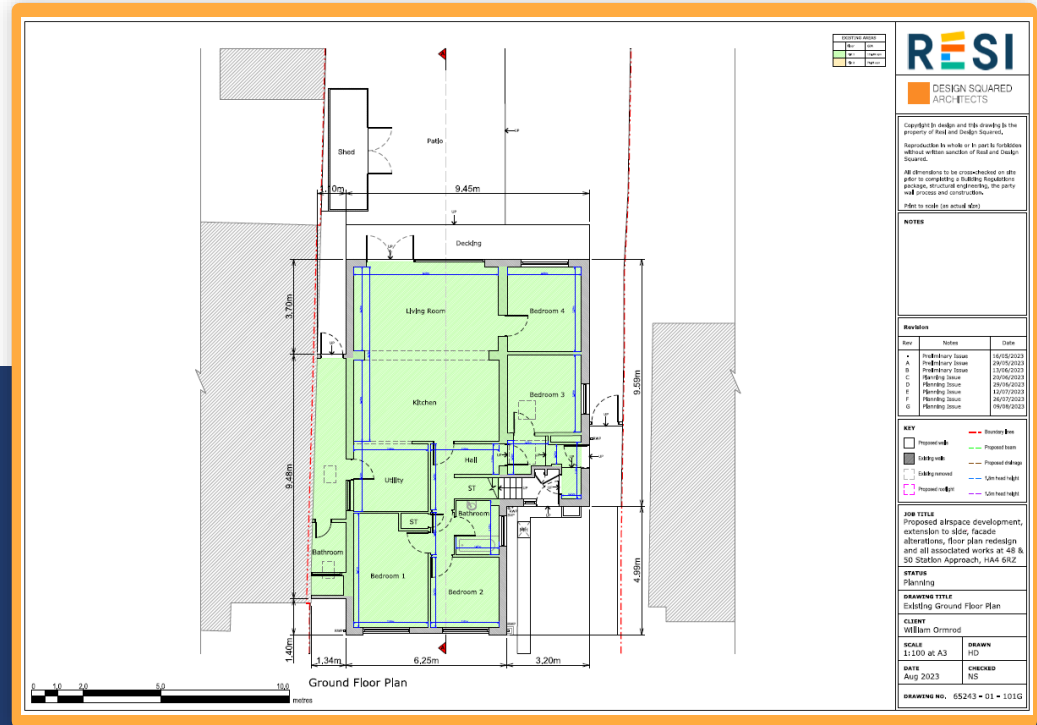 EXISTING AREAS
RESI
DESIGN SQUARED
ARCHITECTS
Copyright in design and this drawing is the
property of Resi and Design Squared,
Reproduction in whole or in part is forbidden
without written sanction of Resi and Design
Squared.
All dimensions to be cross-checked on site
prior to completing a Building Regulations
package, structural engineering, the party
wall process and construction.
Print to scale (as actual size)
NOTES
Revision
Rev Notes Date
- Preliminary Issue 16/05/2023
A Preliminary Issue 29/05/2023
B Preliminary Issue 13/06/2023
C Planning Issue 20/06/2023
D Planning Issue 29/06/2023
E Planning Issue 12/07/2023
F Planning Issue 26/07/2023
G Planning Issue 09/08/2023
KEY
Proposed walls
Existing walls
Existing removed
Proposed rooflight
Boundary lines
Proposed beam
Proposed drainage
JOB TITLE
Proposed airspace development,
extension to side, facade
alterations, floor plan redesign
and all associated works at 48 &
50 Station Approach, HA4 6RZ
STATUS
Planning
DRAWING TITLE
Existing Ground Floor Plan
CLIENT
William Ormrod
SCALE
1:100 at A3
DRAWN
HD
DATE
Aug 2023
CHECKED
NS
DRAWING NO. 65243 - 01 - 101G
Shed
Patio
1,10m
9,45m
UP
UP
Decking
UP
Living Room
Bedroom 4
3,70m
Kitchen
Bedroom 3
9,59m
9,48m
Hall
Utility
ST
ST
Bathroom
Bathroom
Bedroom 1
Bedroom 2
4,99m
1,40m
1,34m
6,25m
3,20m
Ground Floor Plan
0 1,0 2,0 5,0 10,0
metres